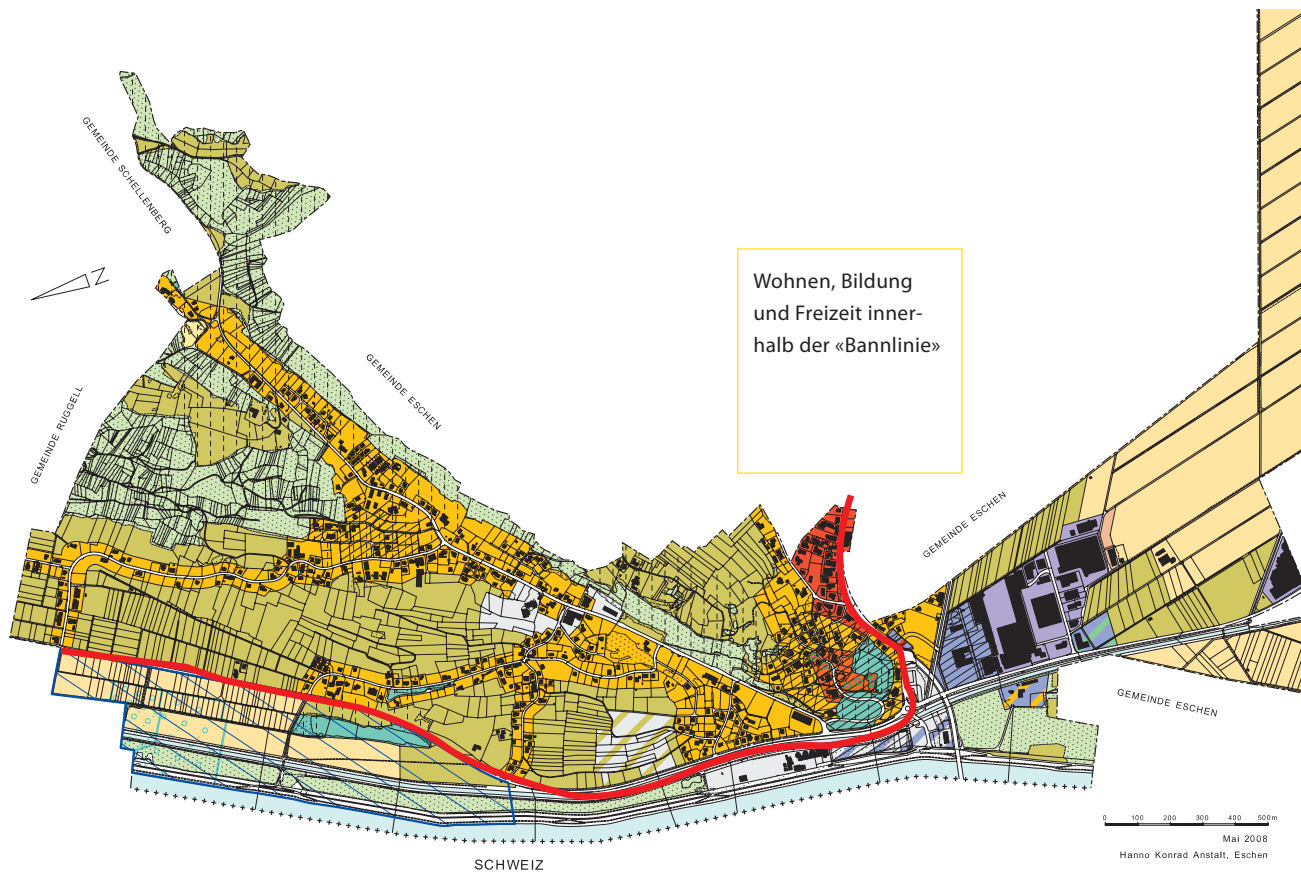 GEMEINDE SCHELLENBERG
N
Wohnen, Bildung
und Freizeit inner-
halb der «Bannlinie»
GEMEINDE ESCHEN
GEMEINDE RUGGELL
GEMEINDE ESCHEN
GEMEINDE ESCHEN
0 100 200 300 400 500m
Mai 2008
Hanno Konrad Anstalt, Eschen
SCHWEIZ